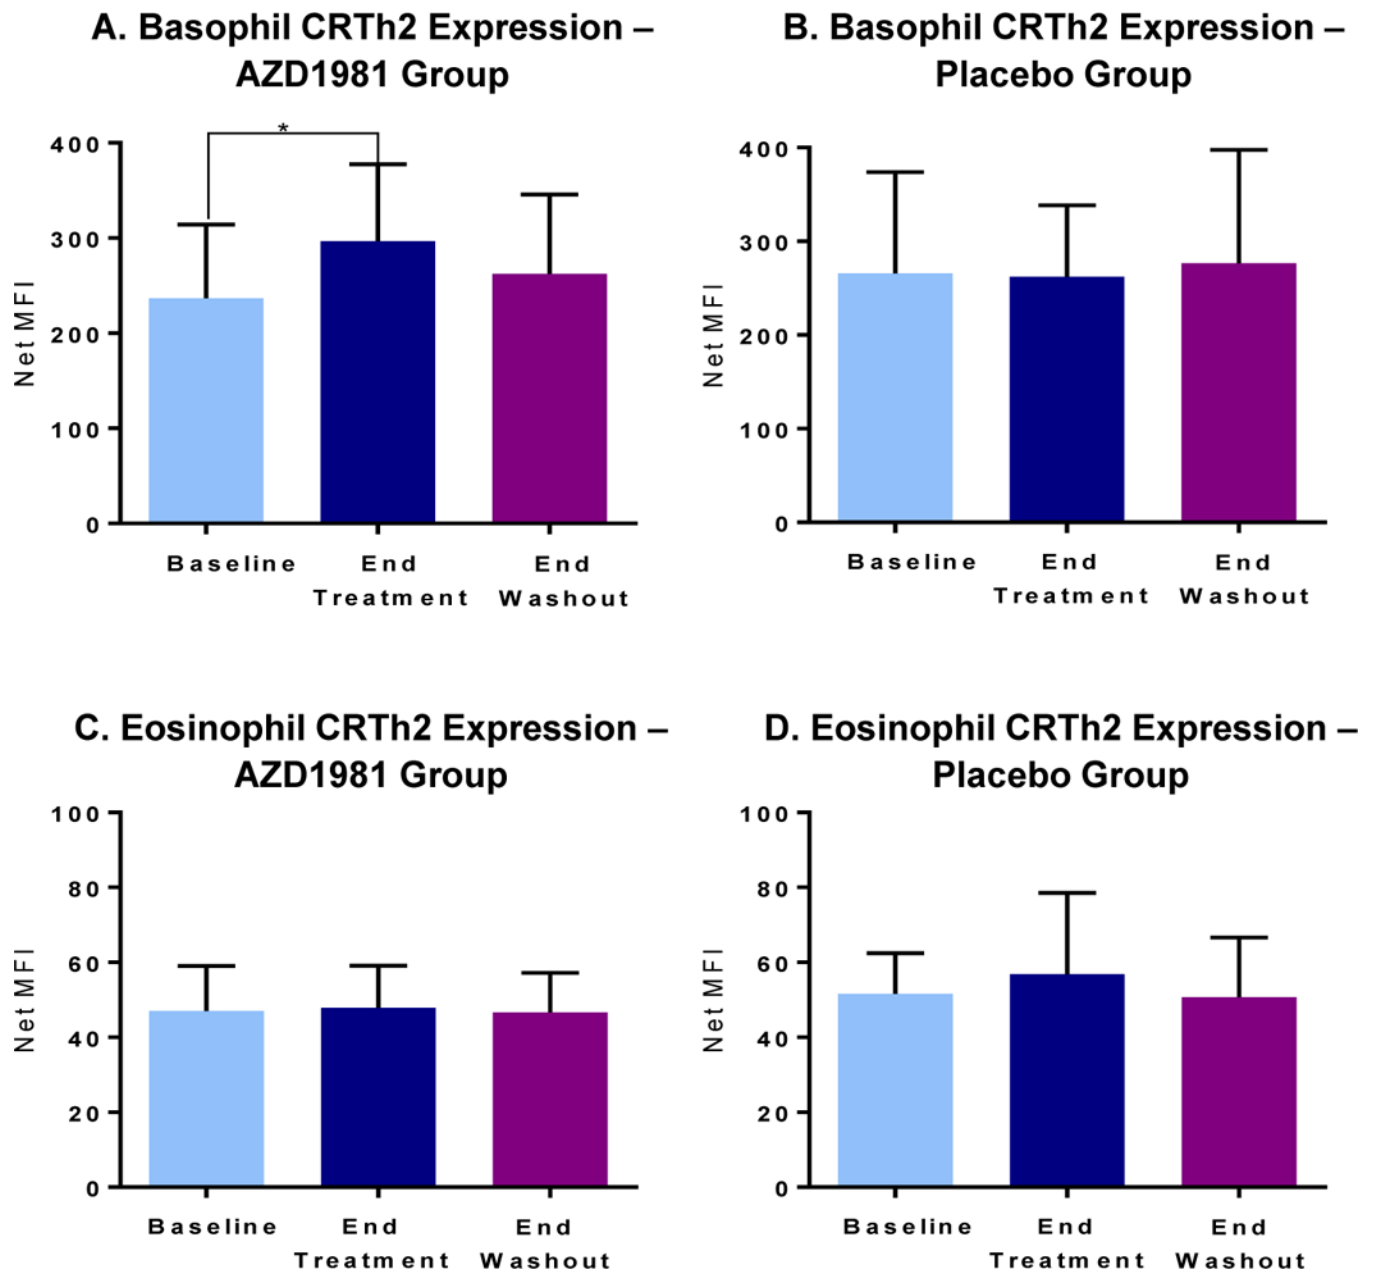 A. Basophil CRTh2 Expression –
AZD1981 Group
*
400
300
200
100
0
Net MFI
Baseline
End
Treatment
End
Washout
B. Basophil CRTh2 Expression –
Placebo Group
400
300
200
100
0
Net MFI
Baseline
End
Treatment
End
Washout
C. Eosinophil CRTh2 Expression –
AZD1981 Group
100
80
60
40
20
0
Net MFI
Baseline
End
Treatment
End
Washout
D. Eosinophil CRTh2 Expression –
Placebo Group
100
80
60
40
20
0
Net MFI
Baseline
End
Treatment
End
Washout